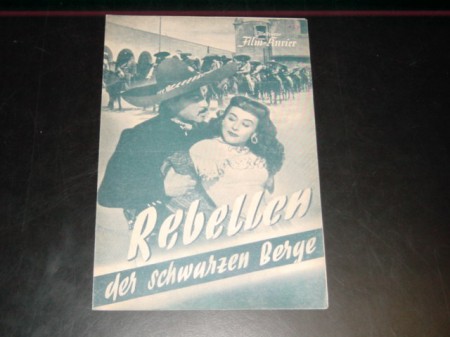 Film-Kurier
Rebellen
der schwarzen Berge